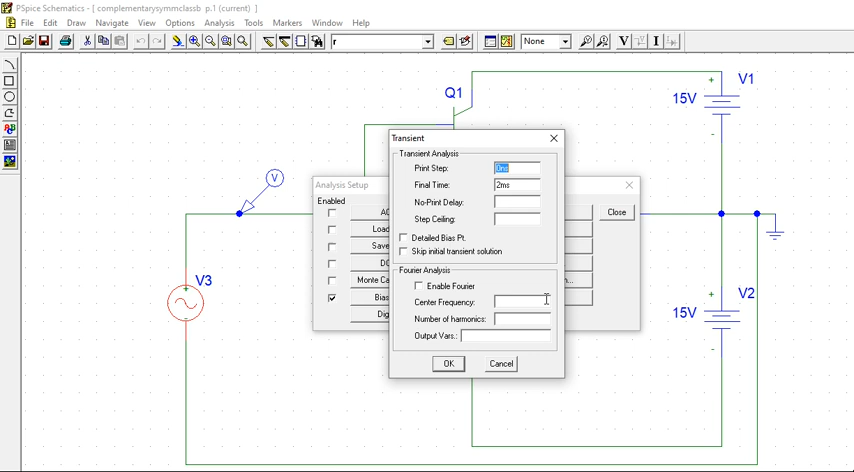 PSpice Schematics - [ complementarysymmclassb p.1 (current) ]
File Edit View Draw Navigate View Options Analysis Tools Markers Window Help
r None V I
Q1
V1
15V
+
-
V
V3
+
-
V2
15V
+
-
Analysis Setup
Enabled
Close
AC
Load
Save
DC
Monte Ca
Bias
Dig
n...
Transient
Transient Analysis
Print Step: 0ns
Final Time: 2ms
No-Print Delay:
Step Ceiling:
Detailed Bias Pt.
Skip initial transient solution
Fourier Analysis
Enable Fourier
Center Frequency:
Number of harmonics:
Output Vars.:
OK Cancel